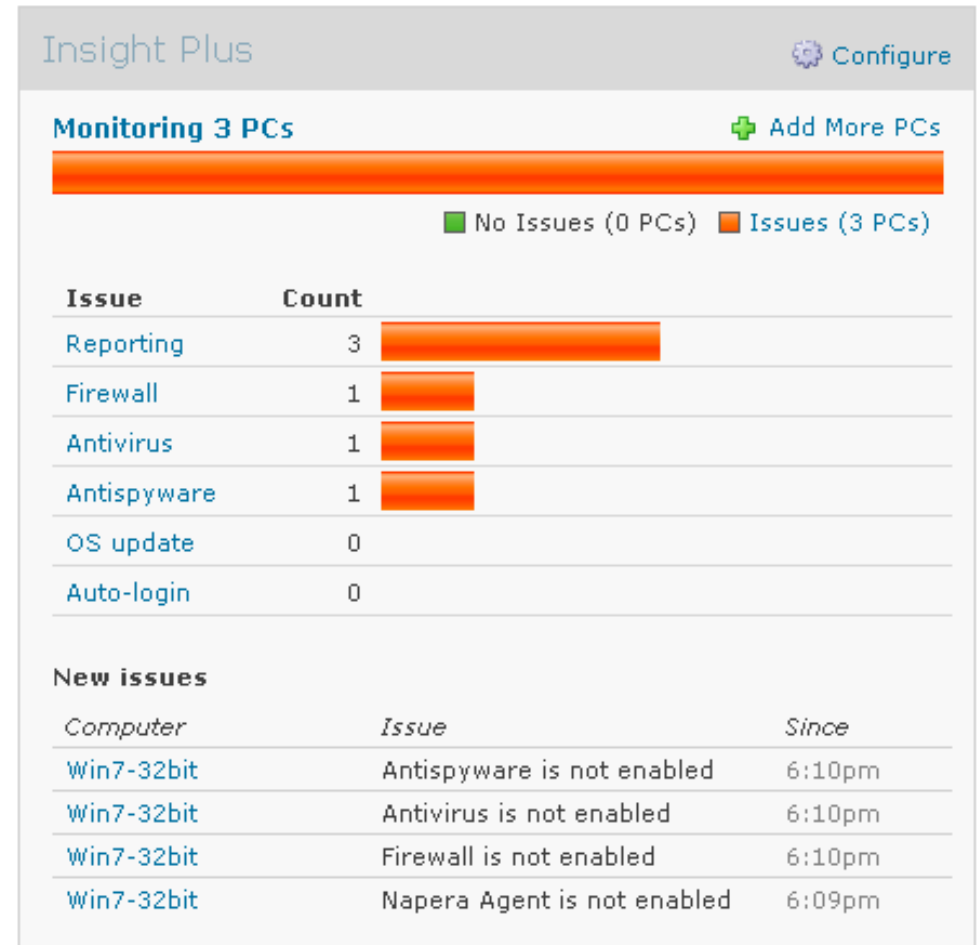 Insight Plus Configure
Monitoring 3 PCs Add More PCs
No Issues (0 PCs) Issues (3 PCs)
Issue Count
Reporting 3
Firewall 1
Antivirus 1
Antispyware 1
OS update 0
Auto-login 0
New issues
Computer Issue Since
Win7-32bit Antispyware is not enabled 6:10pm
Win7-32bit Antivirus is not enabled 6:10pm
Win7-32bit Firewall is not enabled 6:10pm
Win7-32bit Napera Agent is not enabled 6:09pm